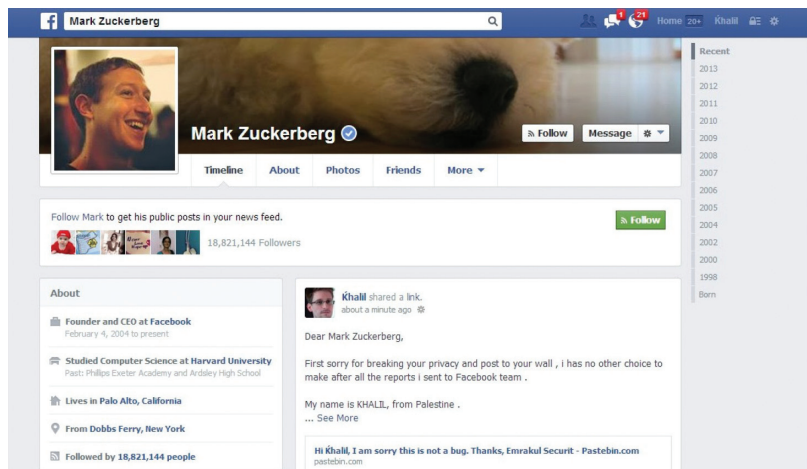 f
Mark Zuckerberg
1
21
Home 20+
Ќhalil
Mark Zuckerberg
Follow
Message
Timeline
About
Photos
Friends
More
Follow Mark to get his public posts in your news feed.
18,821,144 Followers
Follow
About
Founder and CEO at Facebook
February 4, 2004 to present
Studied Computer Science at Harvard University
Past: Phillips Exeter Academy and Ardsley High School
Lives in Palo Alto, California
From Dobbs Ferry, New York
Followed by 18,821,144 people
Ќhalil shared a link.
about a minute ago
Dear Mark Zuckerberg,
First sorry for breaking your privacy and post to your wall , i has no other choice to
make after all the reports i sent to Facebook team .
My name is KHALIL, from Palestine .
... See More
Hi Ќhalil, I am sorry this is not a bug. Thanks, Emrakul Securit - Pastebin.com
pastebin.com
Recent
2013
2012
2011
2010
2009
2008
2007
2006
2005
2004
2002
2000
1998
Born